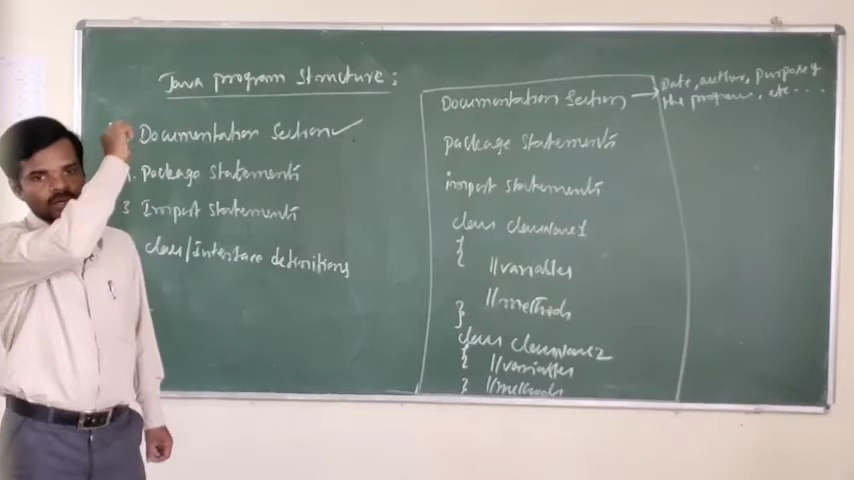 Java program structure:
Documentation Section
Package statements
3 Import statements
class/Interface definitions
Documentation Section
package statements
import statements
class classname1
{
//variables
//methods
}
class classname2
{ //variables
} //methods
Date, author, purpose of
the program, etc....